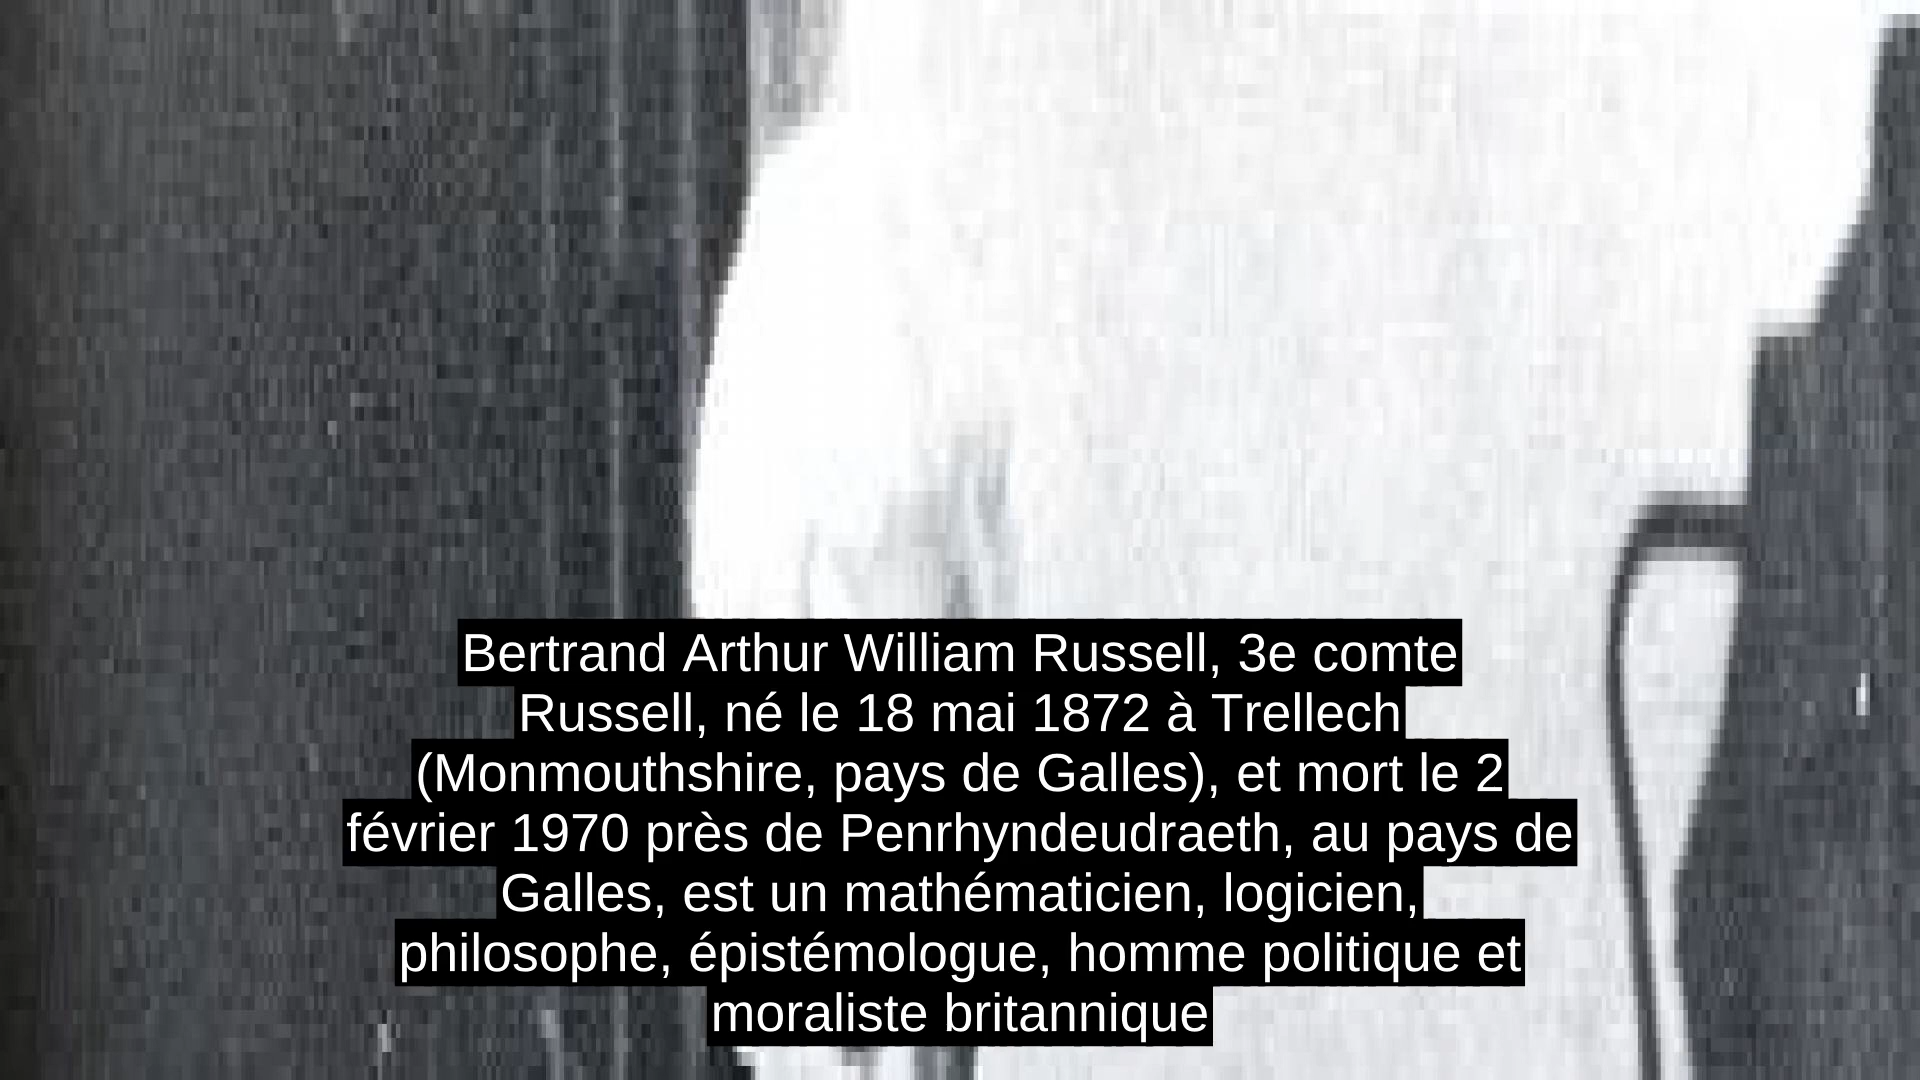 Bertrand Arthur William Russell, 3e comte
Russell, né le 18 mai 1872 à Trellech
(Monmouthshire, pays de Galles), et mort le 2
février 1970 près de Penrhyndeudraeth, au pays de
Galles, est un mathématicien, logicien,
philosophe, épistémologue, homme politique et
moraliste britannique